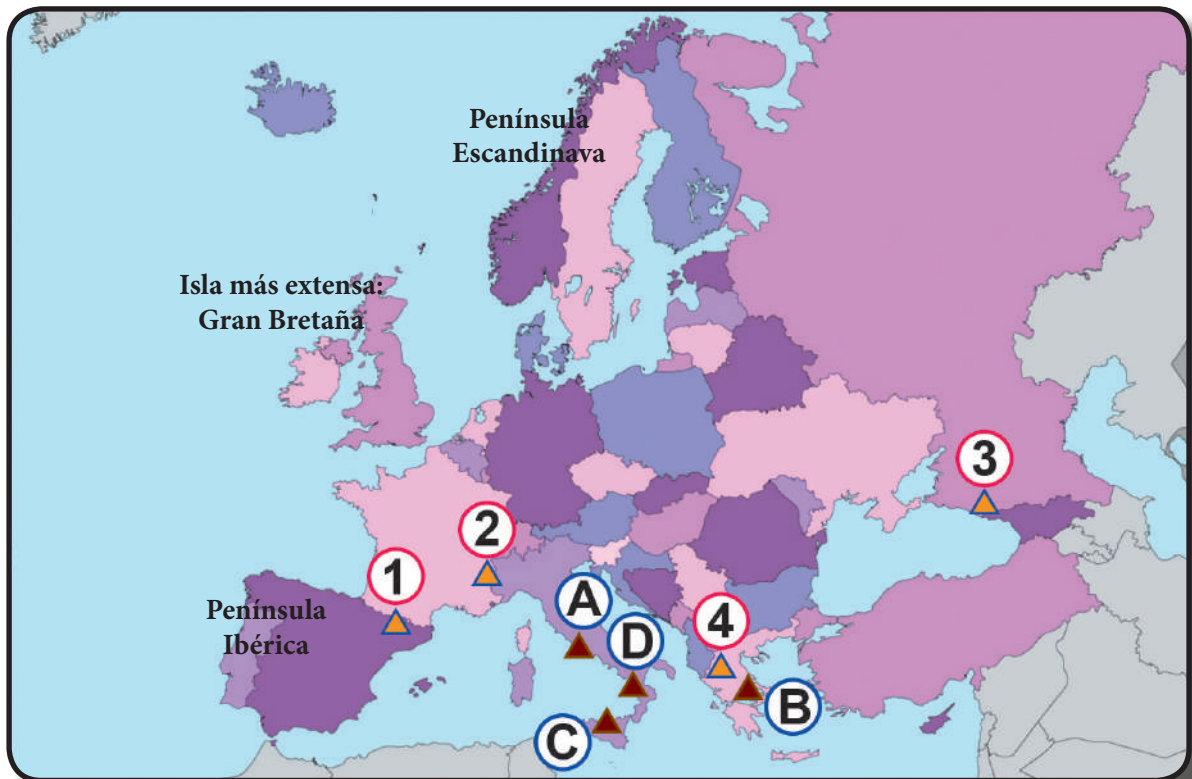 Península
Escandinava
Isla más extensa:
Gran Bretaña
3
2
1
Península
Ibérica
A
D
4
B
C